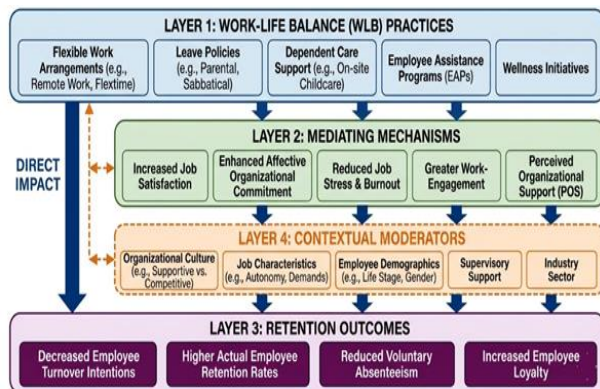 LAYER 1: WORK-LIFE BALANCE (WLB) PRACTICES
Flexible Work
Arrangements (e.g.,
Remote Work, Flextime)
Leave Policies
(e.g., Parental,
Sabbatical)
Dependent Care
Support (e.g., On-site
Childcare)
Employee Assistance
Programs (EAPs)
Wellness Initiatives
DIRECT
IMPACT
LAYER 2: MEDIATING MECHANISMS
Increased Job
Satisfaction
Enhanced Affective
Organizational
Commitment
Reduced Job
Stress & Burnout
Greater Work-
Engagement
Perceived
Organizational
Support (POS)
LAYER 4: CONTEXTUAL MODERATORS
Organizational Culture
(e.g., Supportive vs.
Competitive)
Job Characteristics
(e.g., Autonomy, Demands)
Employee Demographics
(e.g., Life Stage, Gender)
Supervisory
Support
Industry
Sector
LAYER 3: RETENTION OUTCOMES
Decreased Employee
Turnover Intentions
Higher Actual Employee
Retention Rates
Reduced Voluntary
Absenteeism
Increased Employee
Loyalty